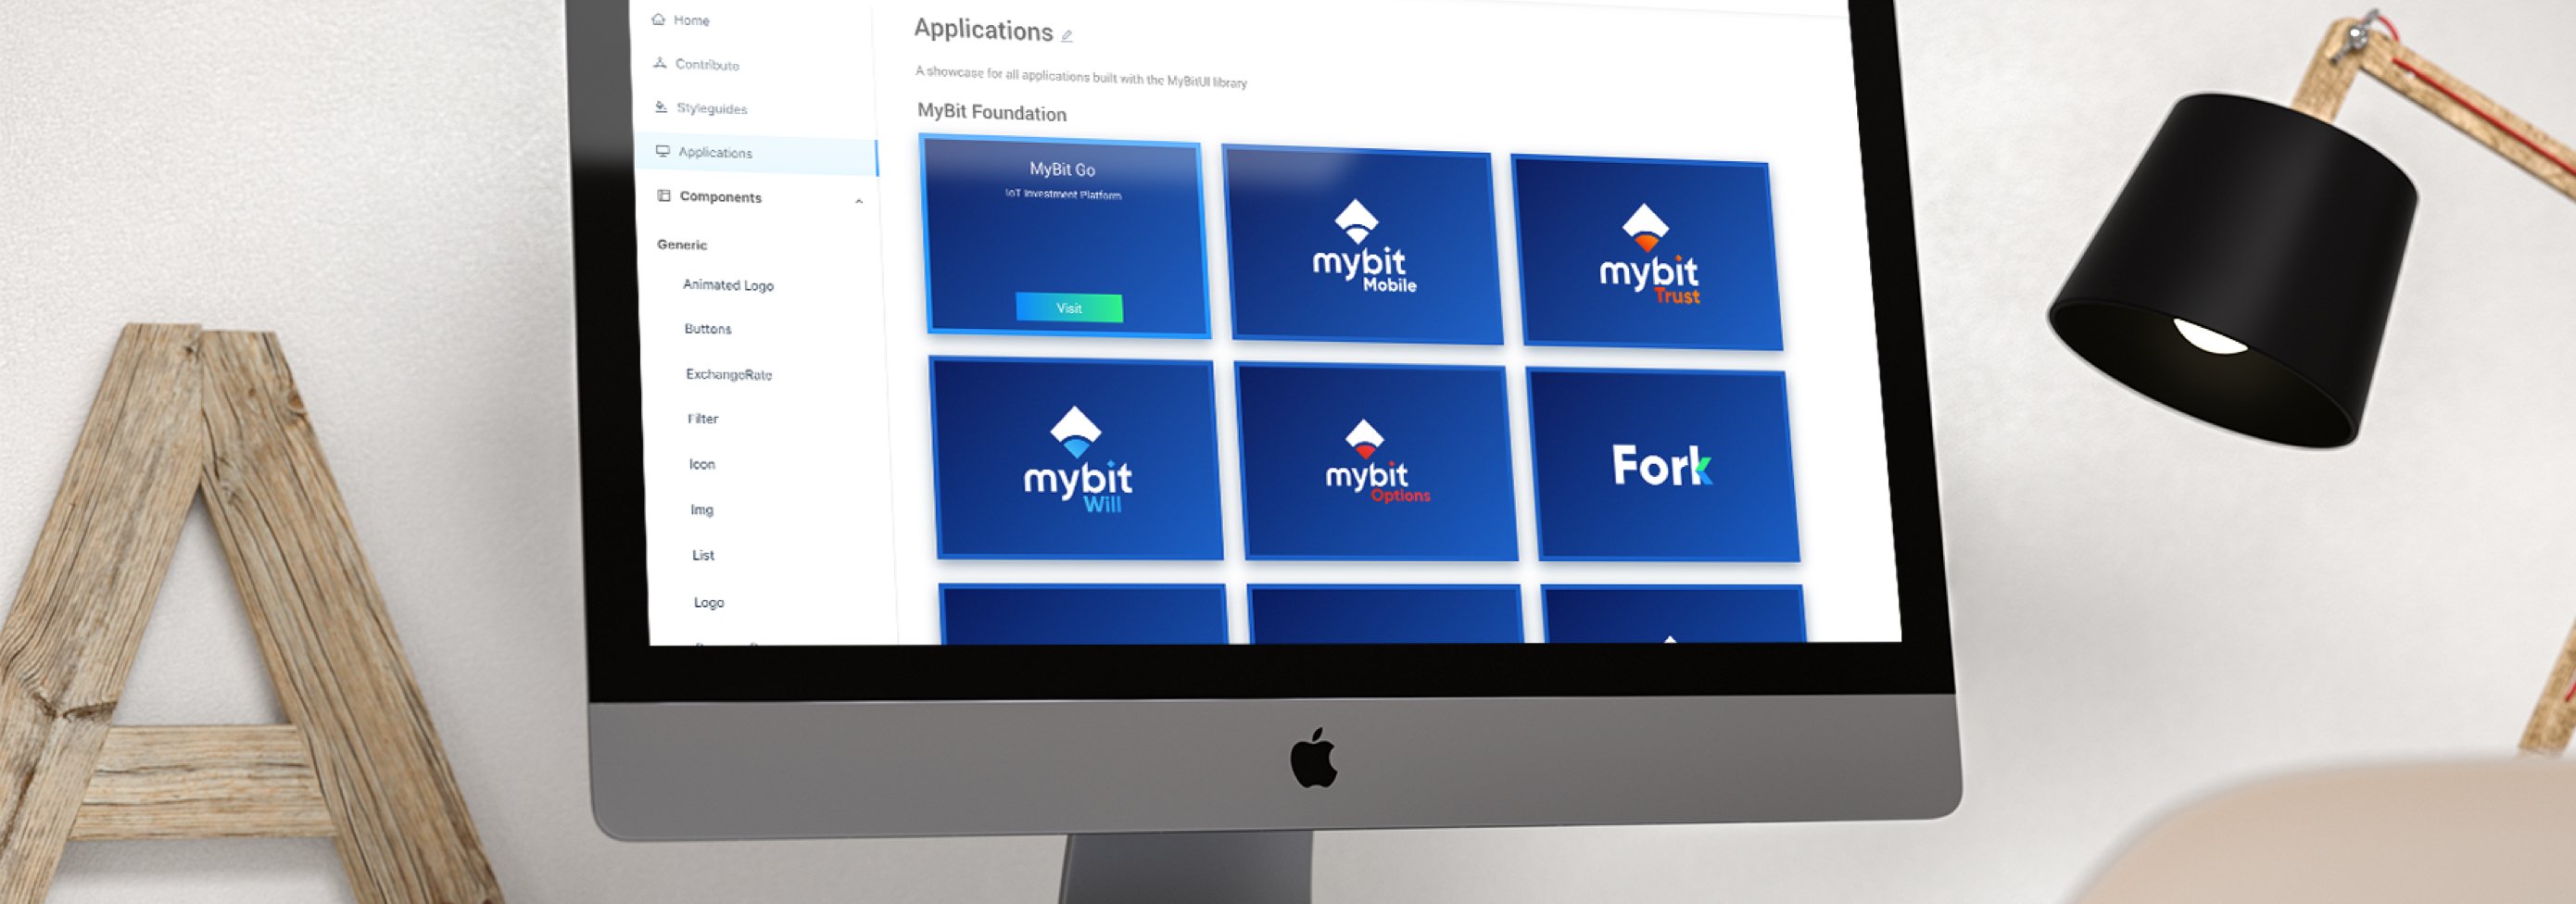 Home
Contribute
Styleguides
Applications
Components
Generic
Animated Logo
Buttons
ExchangeRate
Filter
Icon
Img
List
Logo
Applications
A showcase for all applications built with the MyBitUI library
MyBit Foundation
MyBit Go
IoT Investment Platform
Visit
mybit
Mobile
mybit
Trust
mybit
Will
mybit
Options
Fork